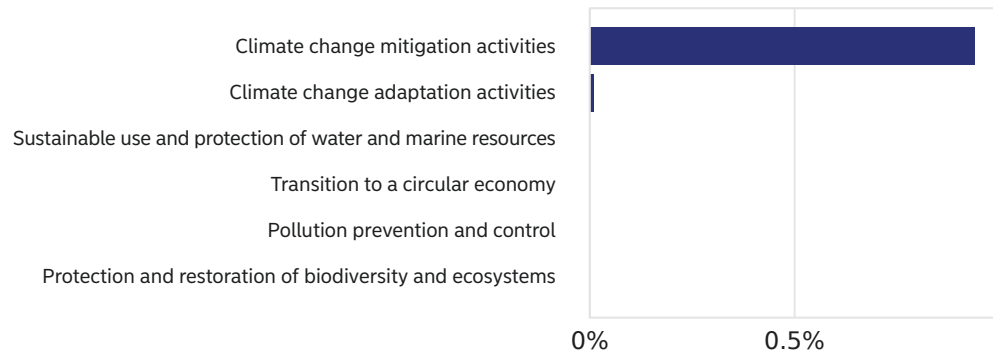 Climate change mitigation activities
Climate change adaptation activities
Sustainable use and protection of water and marine resources
Transition to a circular economy
Pollution prevention and control
Protection and restoration of biodiversity and ecosystems
0% 0.5%